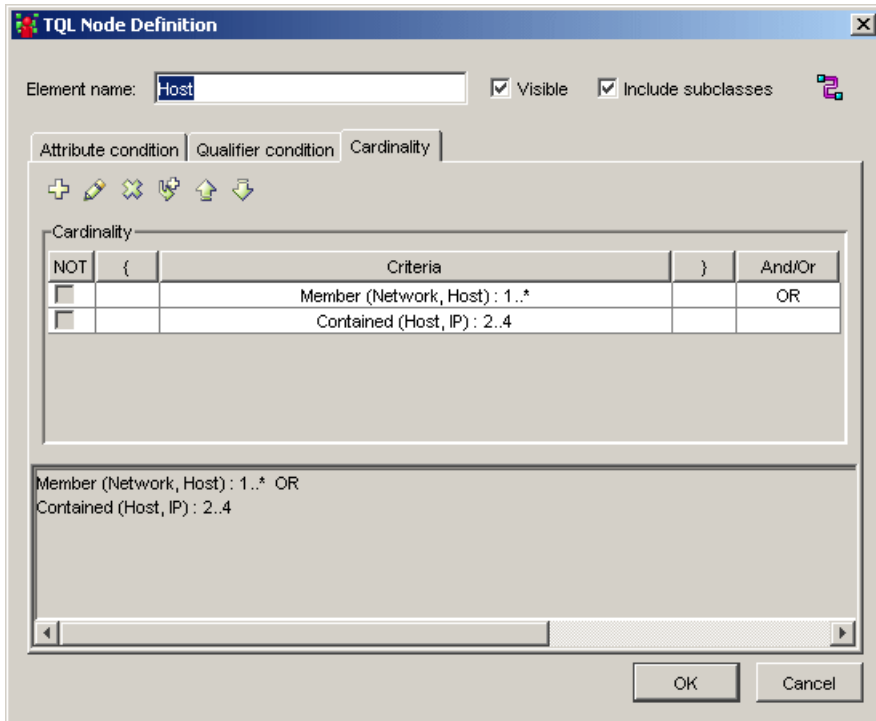 TQL Node Definition
Element name: Host Visible Include subclasses
Attribute condition Qualifier condition Cardinality
Cardinality
NOT { Criteria } And/Or
Member (Network, Host) : 1..* OR
Contained (Host, IP) : 2..4
Member (Network, Host) : 1..* OR
Contained (Host, IP) : 2..4
OK Cancel